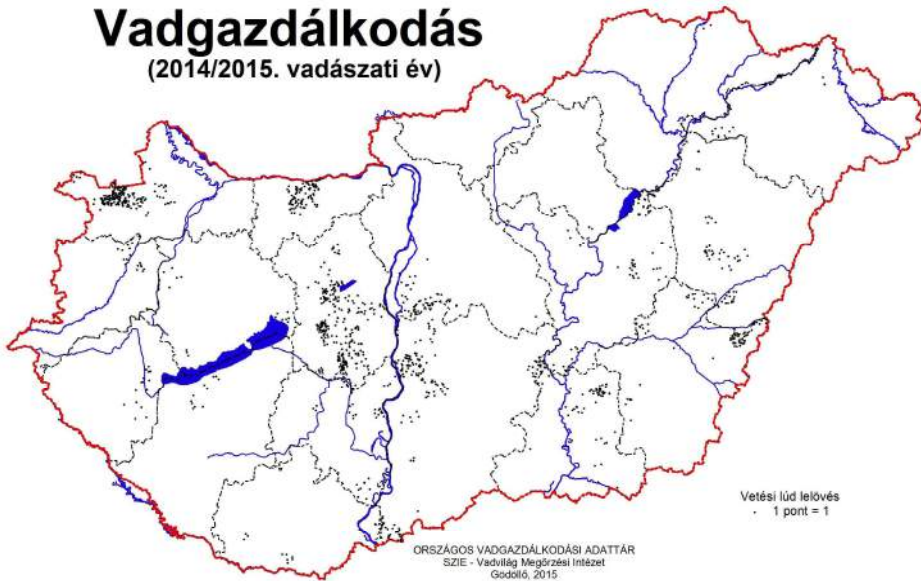 Vadgazdálkodás
(2014/2015. vadászati év)
Vetési lúd lelövés
. 1 pont = 1
ORSZÁGOS VADGAZDÁLKODÁSI ADATTÁR
SZIE - Vadvilág Megőrzési Intézet
Gödöllő, 2015